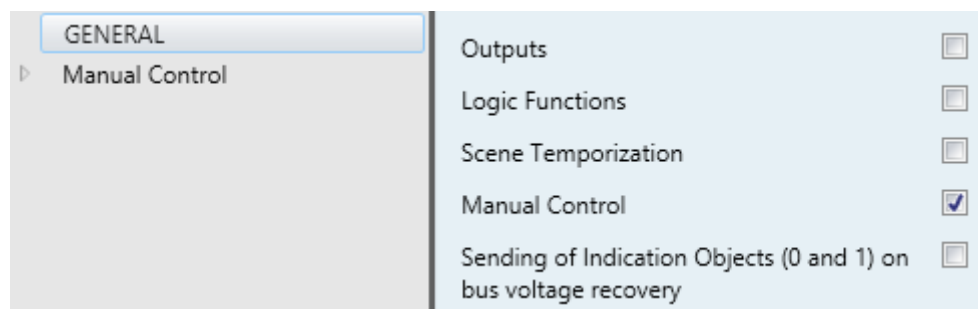 GENERAL
Manual Control
Outputs
Logic Functions
Scene Temporization
Manual Control
Sending of Indication Objects (0 and 1) on
bus voltage recovery